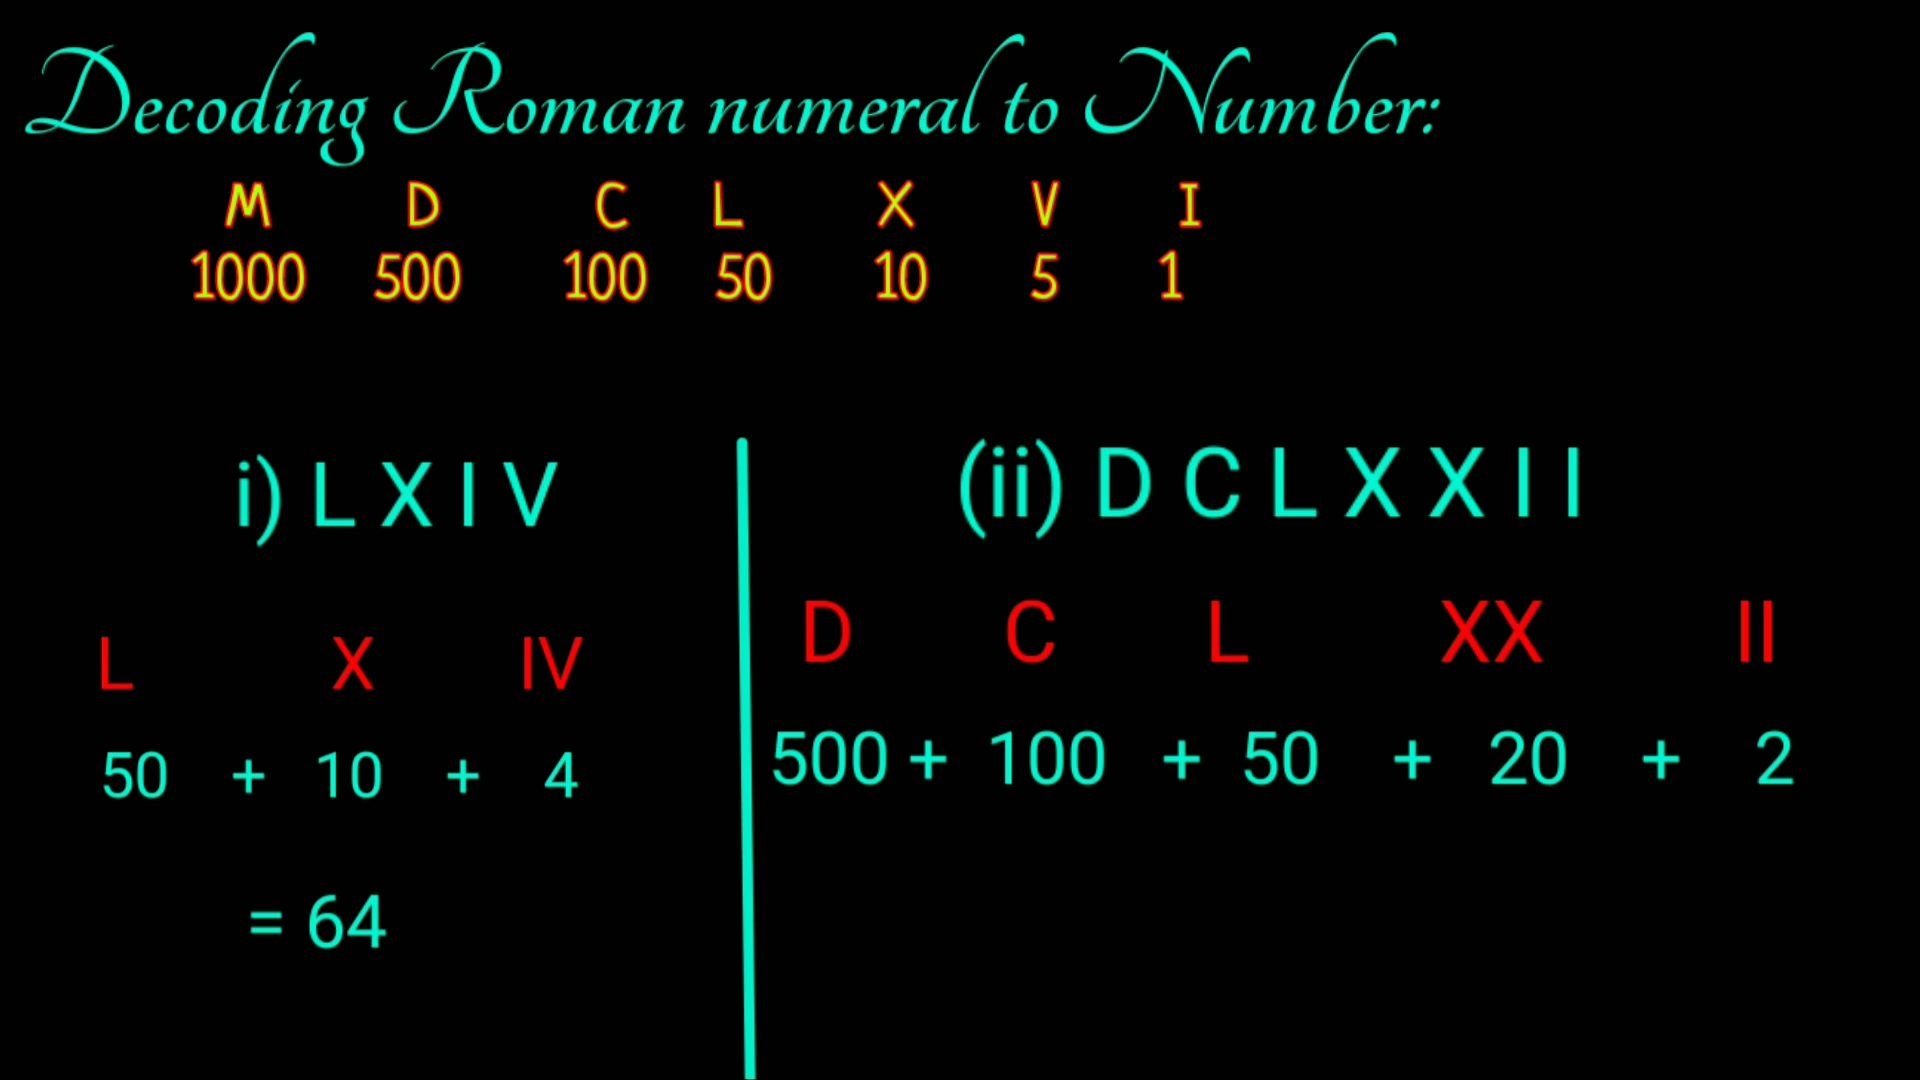 Decoding Roman numeral to Number:
M D C L X V I
1000 500 100 50 10 5 1
i) L X I V
L X IV
50 + 10 + 4
= 64
(ii) D C L X X I I
D C L XX II
500 + 100 + 50 + 20 + 2